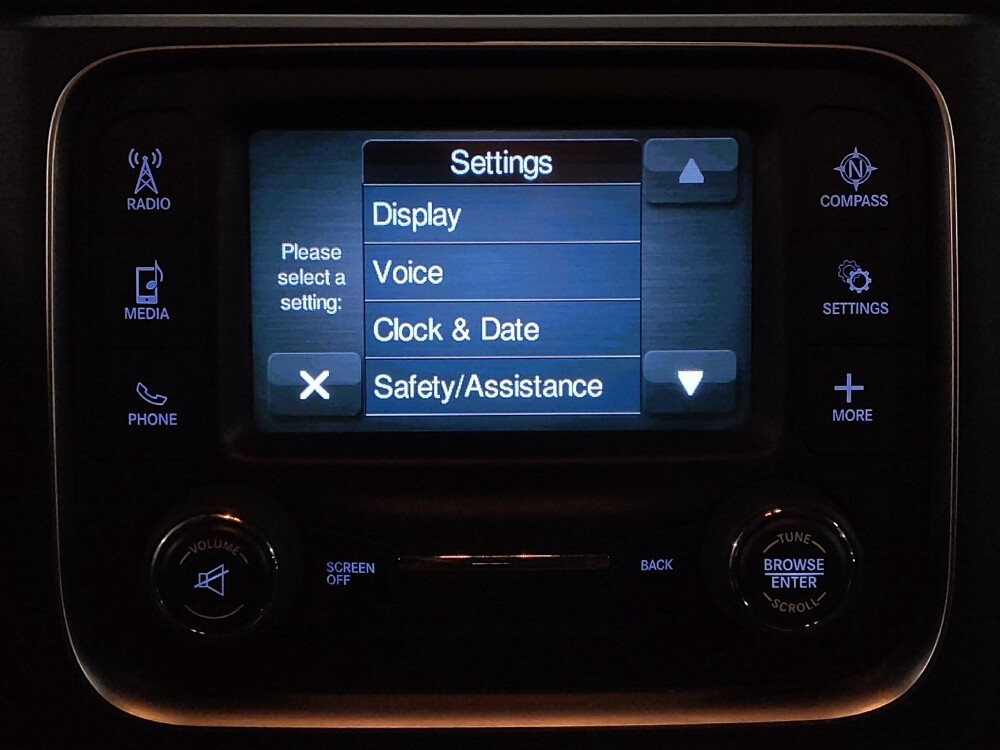 RADIO
MEDIA
PHONE
Settings
Please
select a
setting:
Display
Voice
Clock & Date
Safety/Assistance
N
COMPASS
SETTINGS
MORE
VOLUME
SCREEN
OFF
BACK
TUNE
BROWSE
ENTER
SCROLL